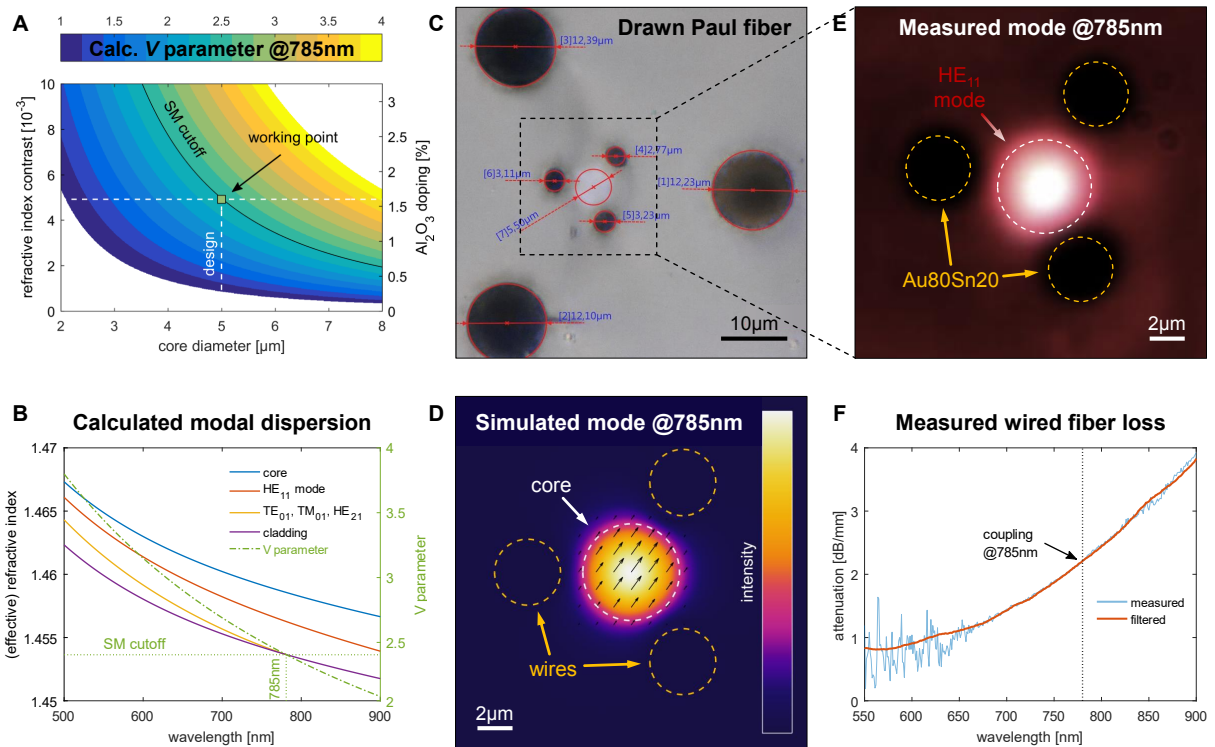 A
1
1.5
2
2.5
3
3.5
4
Calc. V parameter @785nm
refractive index contrast [10⁻³]
10
8
6
4
2
0
SM cutoff
working point
design
3
2.5
2
1.5
1
0.5
0
Al₂O₃ doping [%]
2
3
4
5
6
7
8
core diameter [µm]
C
Drawn Paul fiber
[3]12,39µm
[4]2,77µm
[6]3,11µm
[1]12,23µm
[5]3,23µm
[7]5,50µm
[2]12,10µm
10µm
E
Measured mode @785nm
HE₁₁
mode
Au80Sn20
2µm
B
Calculated modal dispersion
(effective) refractive index
1.47
1.465
1.46
1.455
1.45
core
HE₁₁ mode
TE₀₁, TM₀₁, HE₂₁
cladding
V parameter
SM cutoff
785nm
4
3.5
3
2.5
2
V parameter
500
600
700
800
900
wavelength [nm]
D
Simulated mode @785nm
core
wires
intensity
2µm
F
Measured wired fiber loss
attenuation [dB/mm]
4
3
2
1
0
coupling
@785nm
measured
filtered
550
600
650
700
750
800
850
900
wavelength [nm]